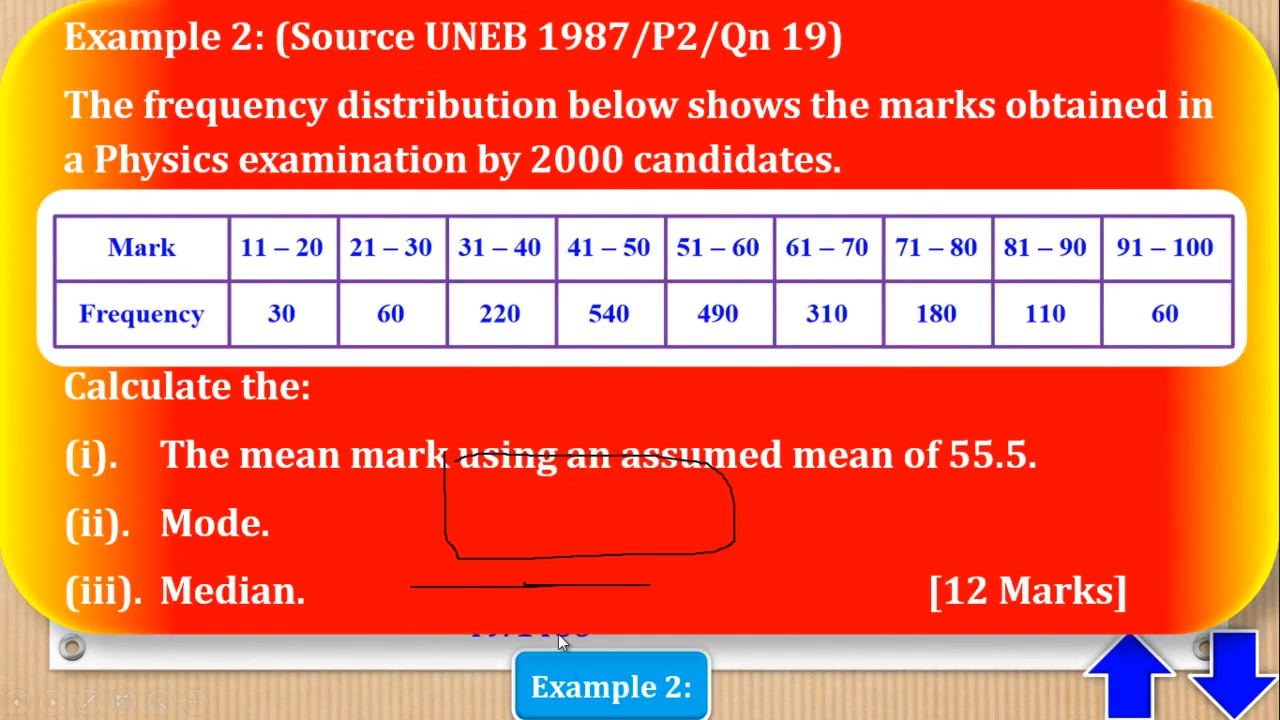 Example 2: (Source UNEB 1987/P2/Qn 19)
The frequency distribution below shows the marks obtained in
a Physics examination by 2000 candidates.
Mark 11 – 20 21 – 30 31 – 40 41 – 50 51 – 60 61 – 70 71 – 80 81 – 90 91 – 100
Frequency 30 60 220 540 490 310 180 110 60
Calculate the:
(i). The mean mark using an assumed mean of 55.5.
(ii). Mode.
(iii). Median. [12 Marks]
Example 2: